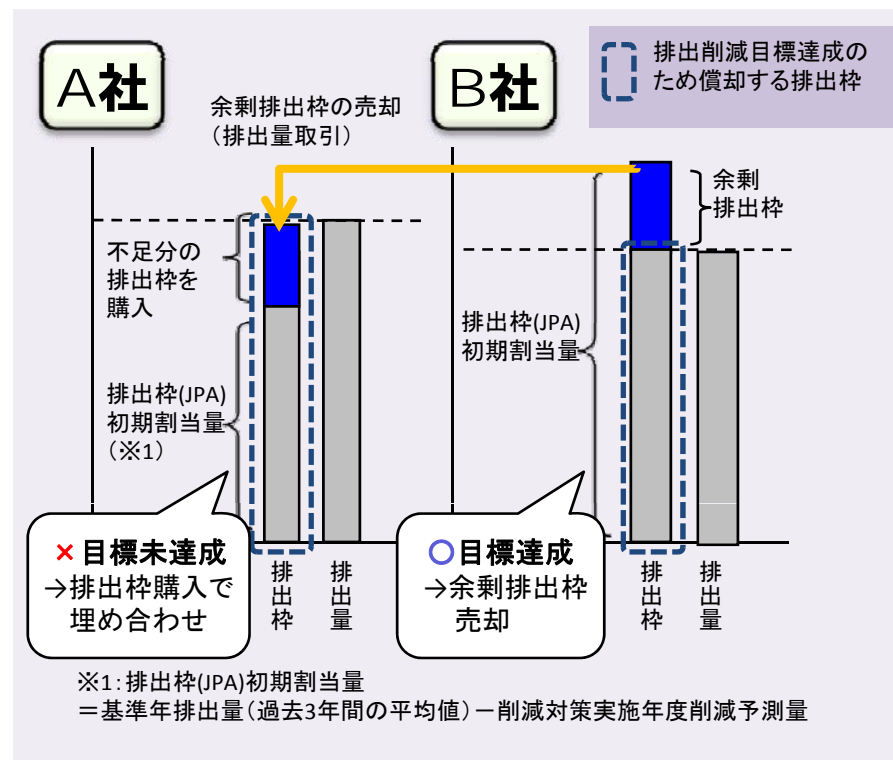 A社
B社
排出削減目標達成の
ため償却する排出枠
余剰排出枠の売却
（排出量取引）
不足分の
排出枠を
購入
排出枠(JPA)
初期割当量
（※1）
余剰
排出枠
排出枠(JPA)
初期割当量
×目標未達成
→排出枠購入で
埋め合わせ
排出枠
排出量
○目標達成
→余剰排出枠
売却
排出枠
排出量
※1：排出枠(JPA)初期割当量
＝基準年排出量（過去3年間の平均値）－削減対策実施年度削減予測量